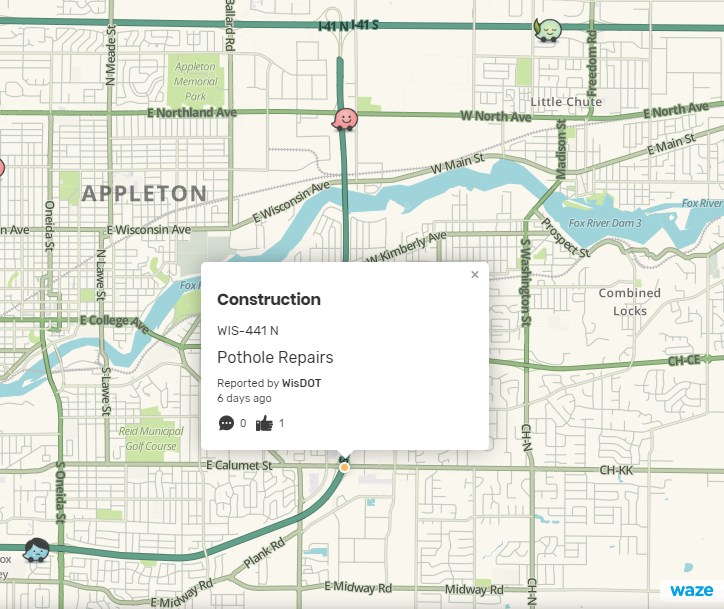 I-41 N
I-41 S
Ballard Rd
N Meade St
Appleton
Memorial
Park
Freedom Rd
Little Chute
E Northland Ave
W North Ave
E North Ave
Madison St
E Main St
W Main St
APPLETON
E Wisconsin Ave
Fox River
Oneida St
n Ave
E Wisconsin Ave
Fox River Dam 3
Prospect St
W Kimberly Ave
S Washington St
N Lawe St
Fox R
×
Construction
WIS-441 N
Pothole Repairs
Reported by WisDOT
6 days ago
0
1
Combined
Locks
E College Ave
CH-CE
S Lawe St
Reid Municipal
Golf Course
CH-N
E Calumet St
CH-KK
S Oneida St
Plank Rd
ox
ey
E Midway Rd
E Midway Rd
Midway Rd
CH-N
waze